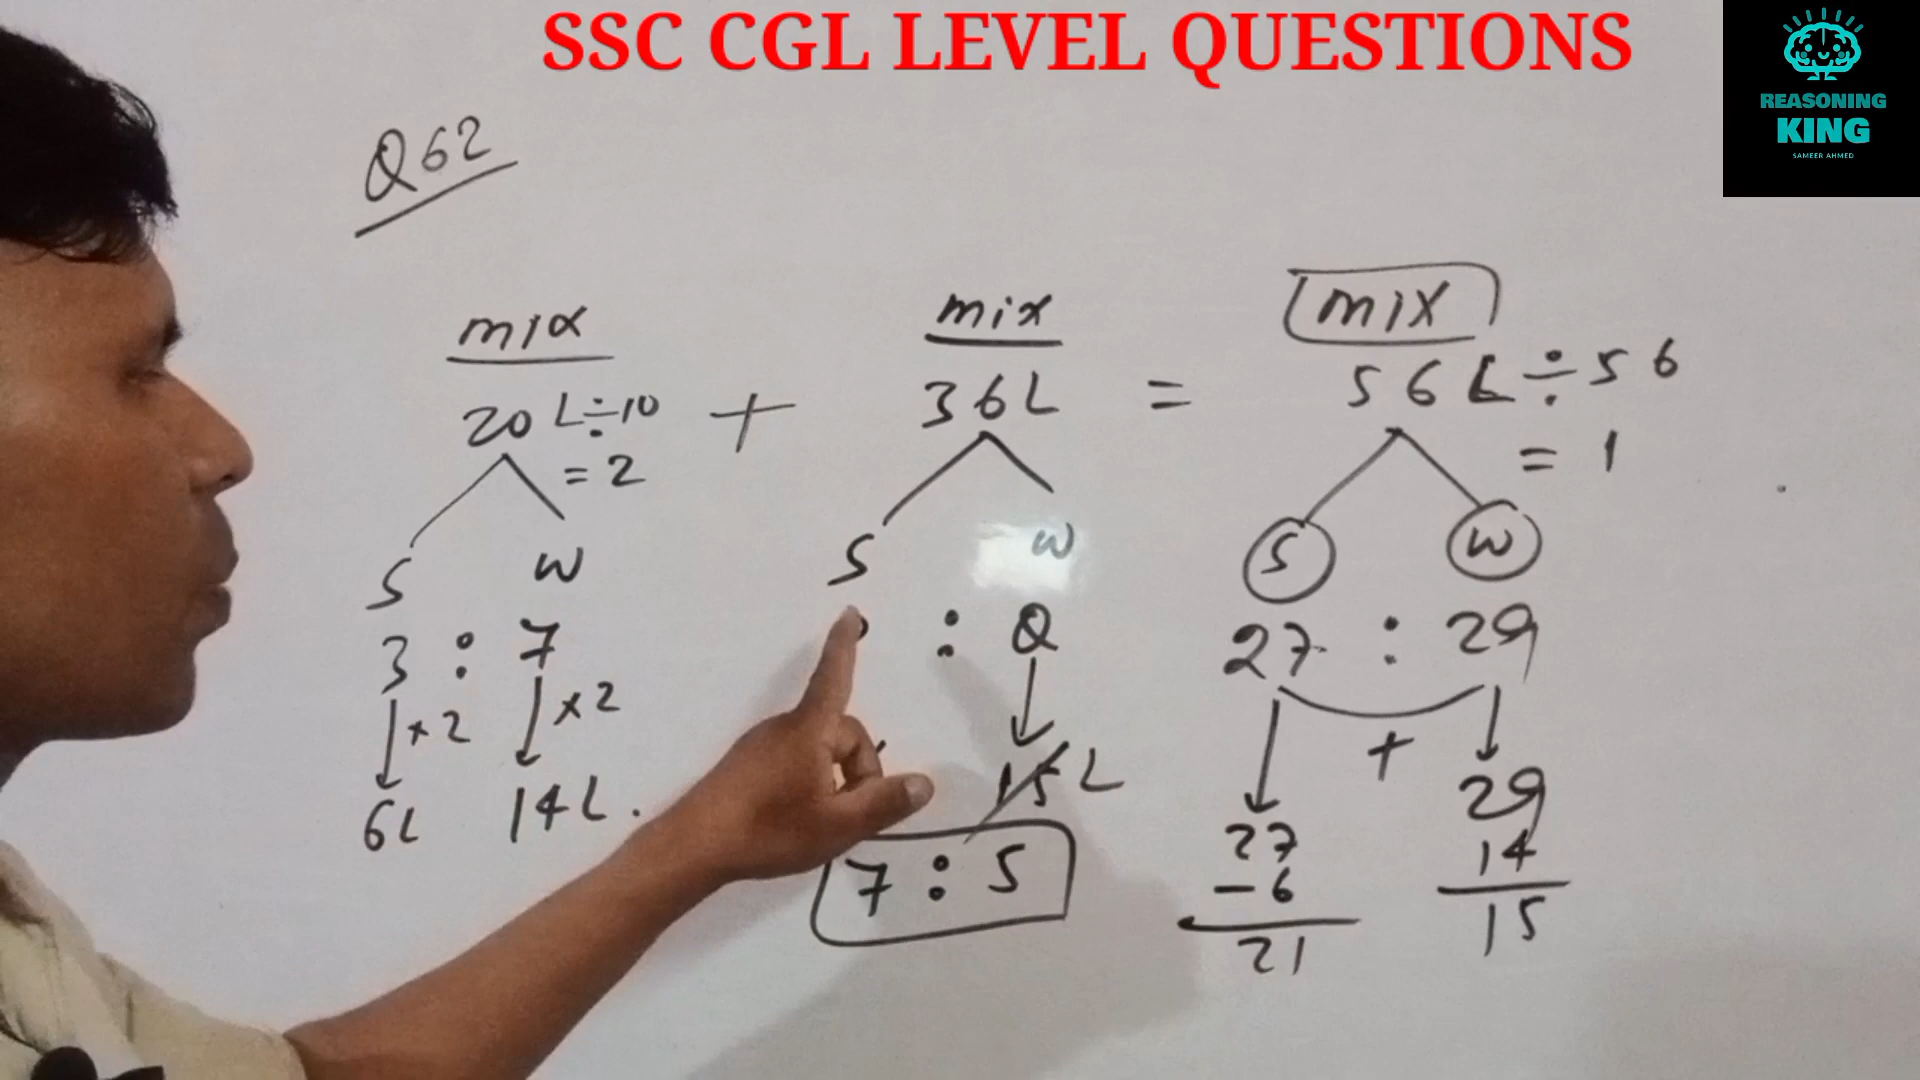 SSC CGL LEVEL QUESTIONS
REASONING
KING
SAMEER AHMED
Q62
mix + mix = mix
20 L÷10 + 36L = 56L÷56
= 2
= 1
S W S W S W
3 : 7 : Q 27 : 29
×2 ×2 +
6L 14L. 15L 27 29
-6 14
7 : 5 21 15